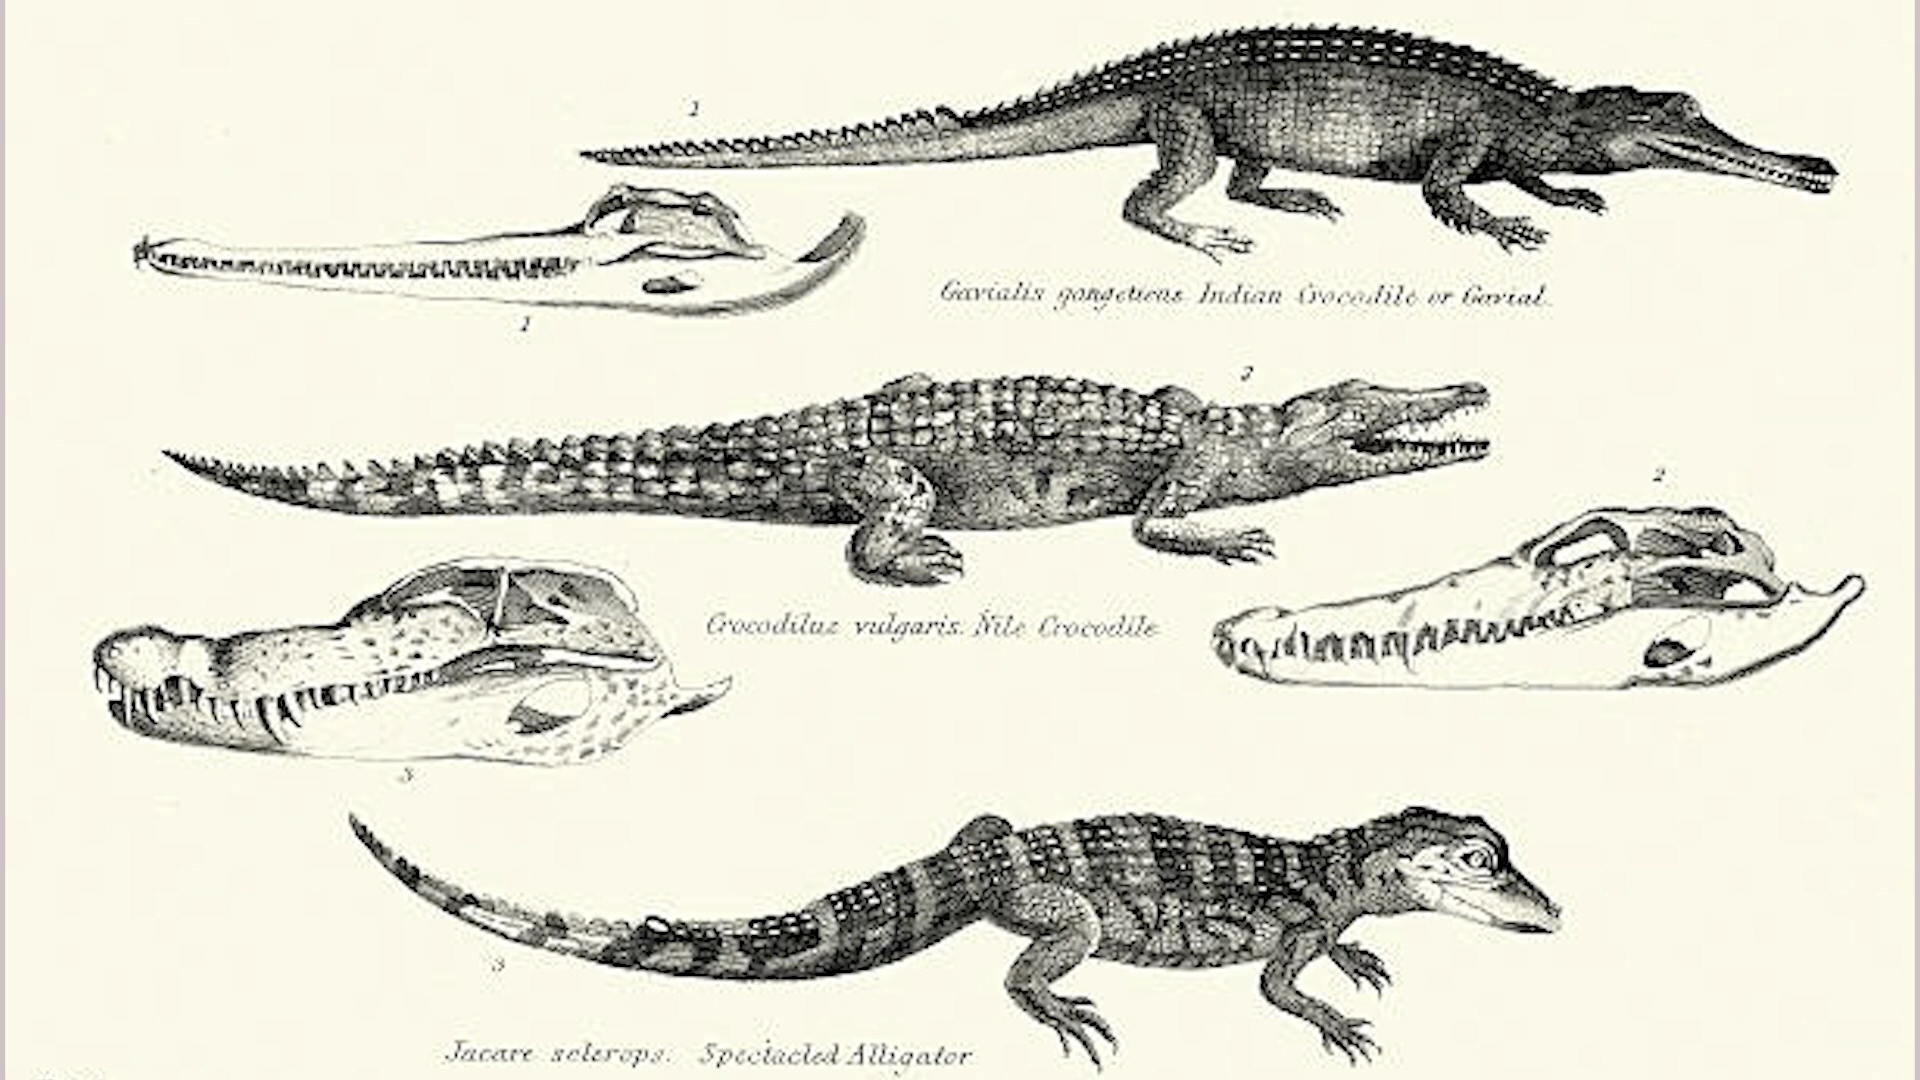 1
1
Gavialis gangeticus Indian Crocodile or Gavial.
2
2
Crocodilus vulgaris. Nile Crocodile
3
3
Jacare sclerops. Spectacled Alligator